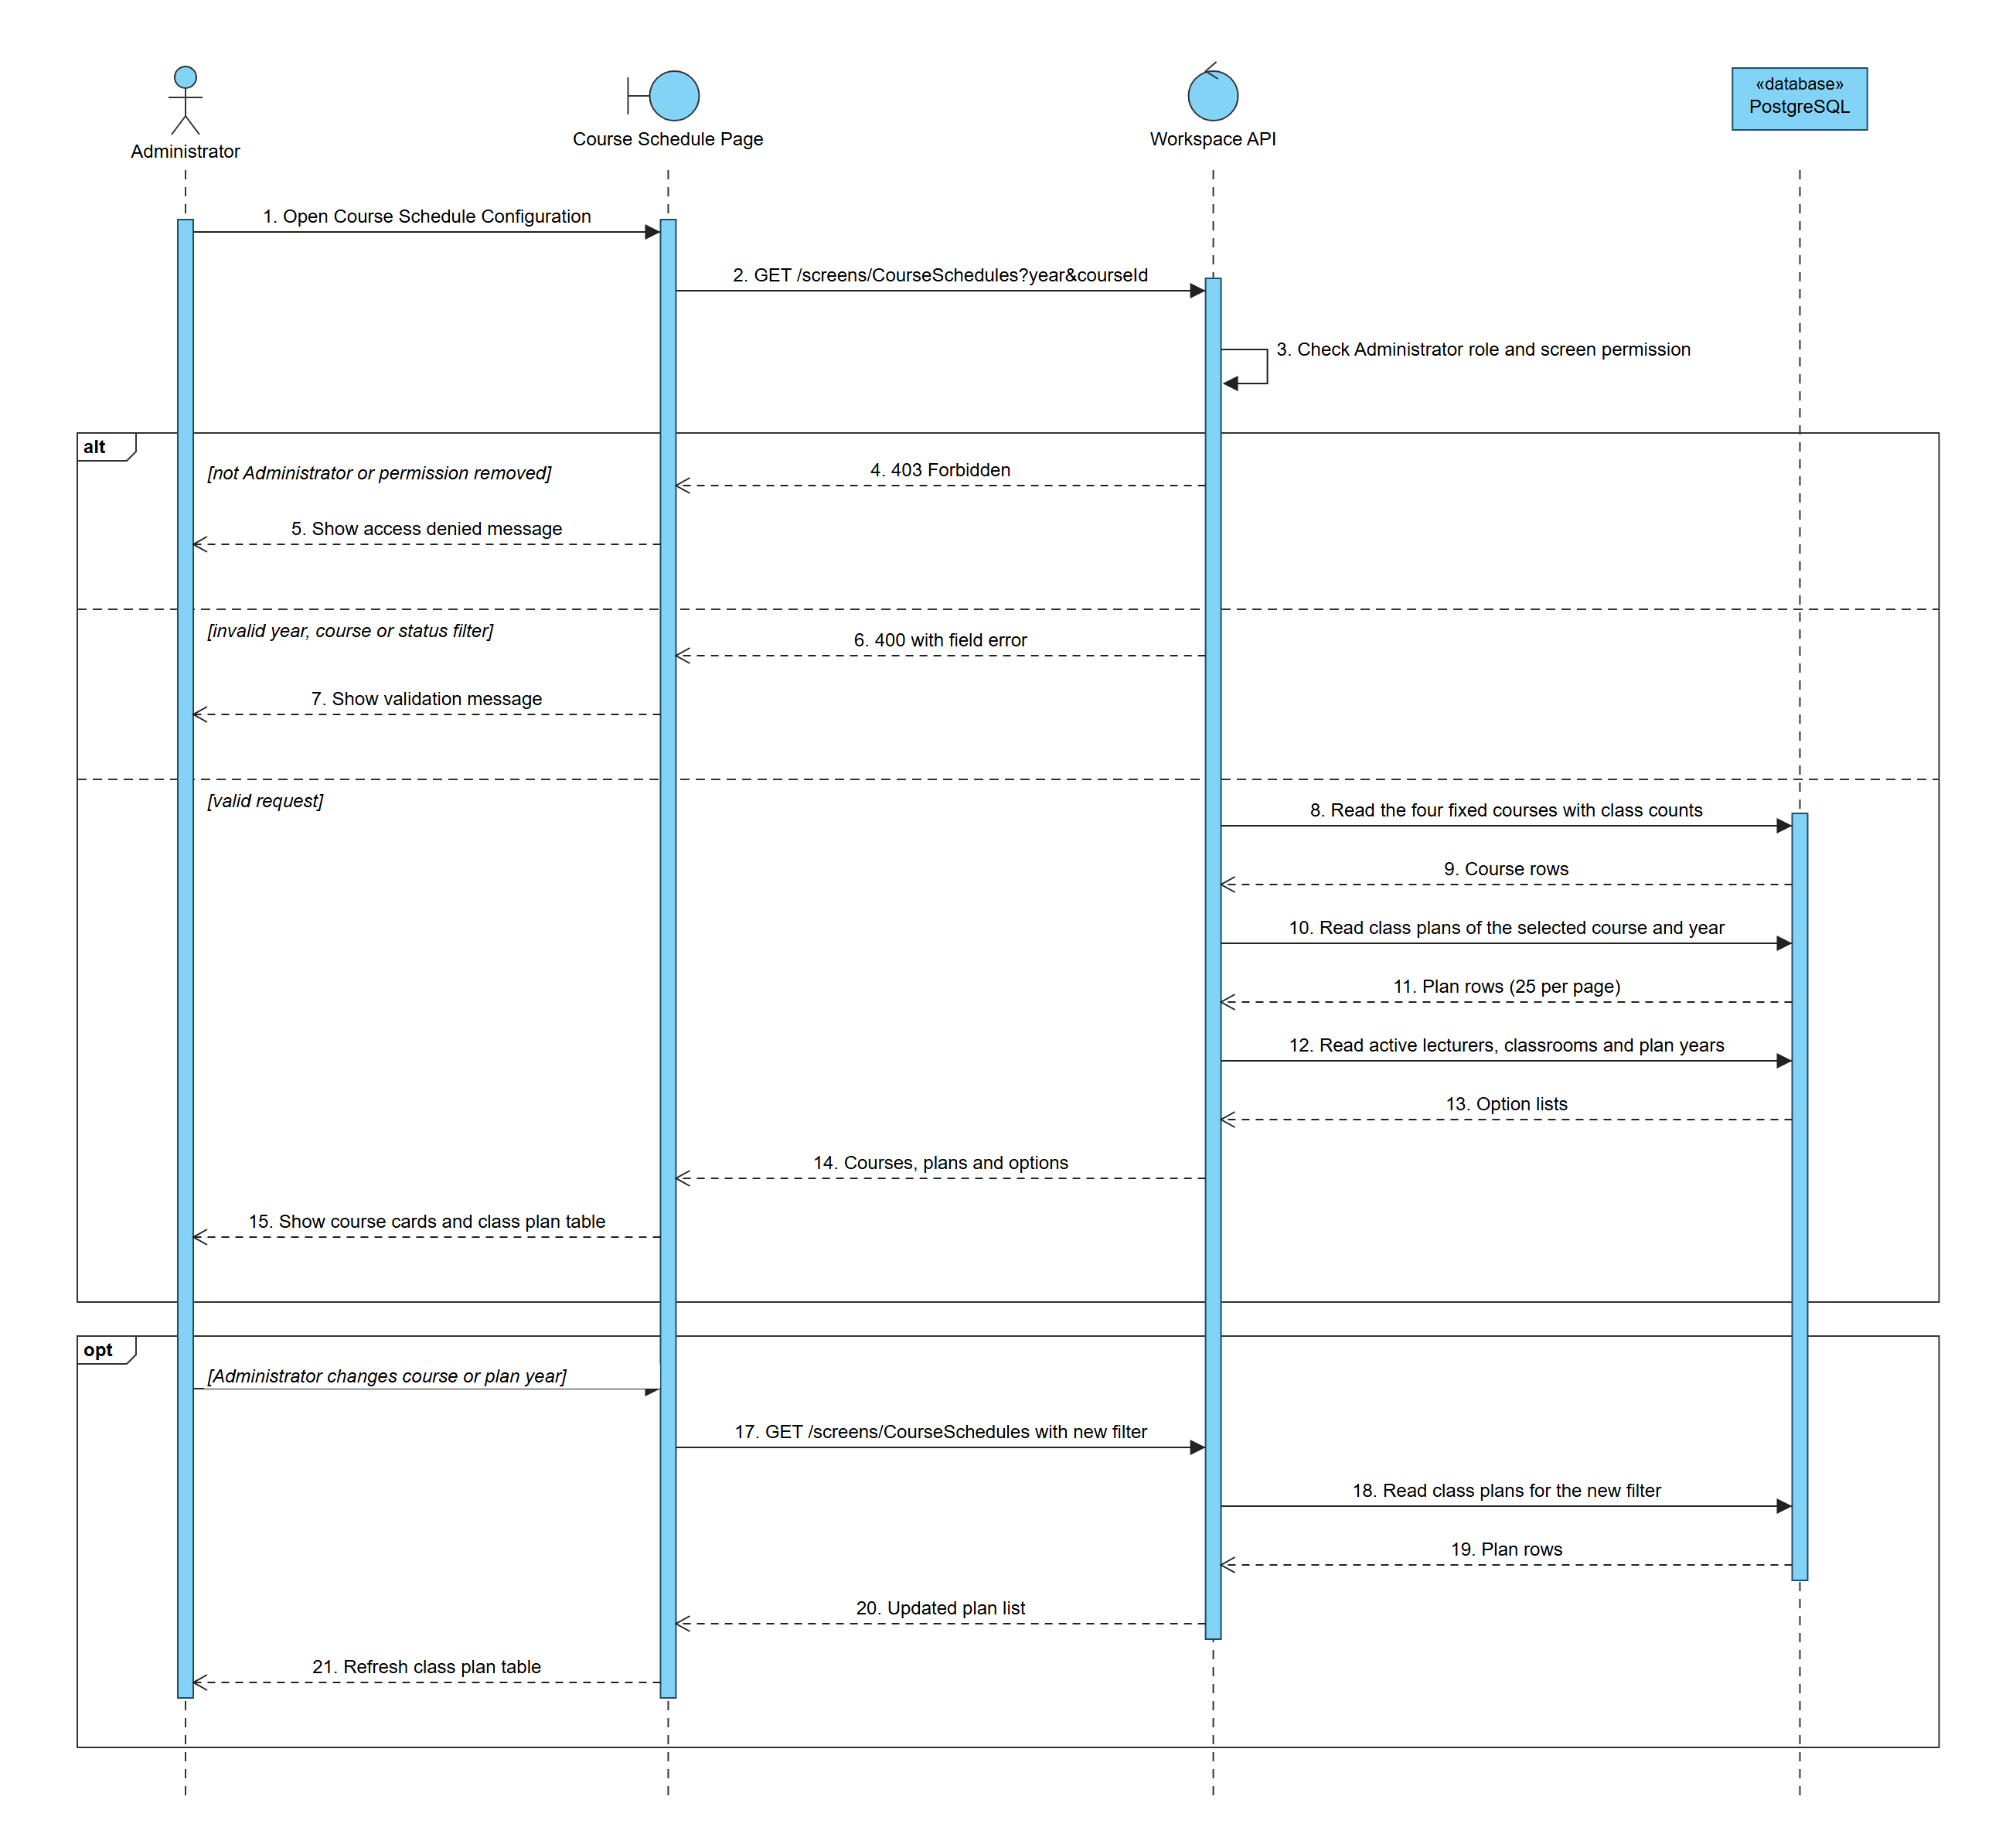 Administrator
Course Schedule Page
Workspace API
«database»
PostgreSQL
1. Open Course Schedule Configuration
2. GET /screens/CourseSchedules?year&courseId
3. Check Administrator role and screen permission
alt
[not Administrator or permission removed]
4. 403 Forbidden
5. Show access denied message
[invalid year, course or status filter]
6. 400 with field error
7. Show validation message
[valid request]
8. Read the four fixed courses with class counts
9. Course rows
10. Read class plans of the selected course and year
11. Plan rows (25 per page)
12. Read active lecturers, classrooms and plan years
13. Option lists
14. Courses, plans and options
15. Show course cards and class plan table
opt
[Administrator changes course or plan year]
17. GET /screens/CourseSchedules with new filter
18. Read class plans for the new filter
19. Plan rows
20. Updated plan list
21. Refresh class plan table